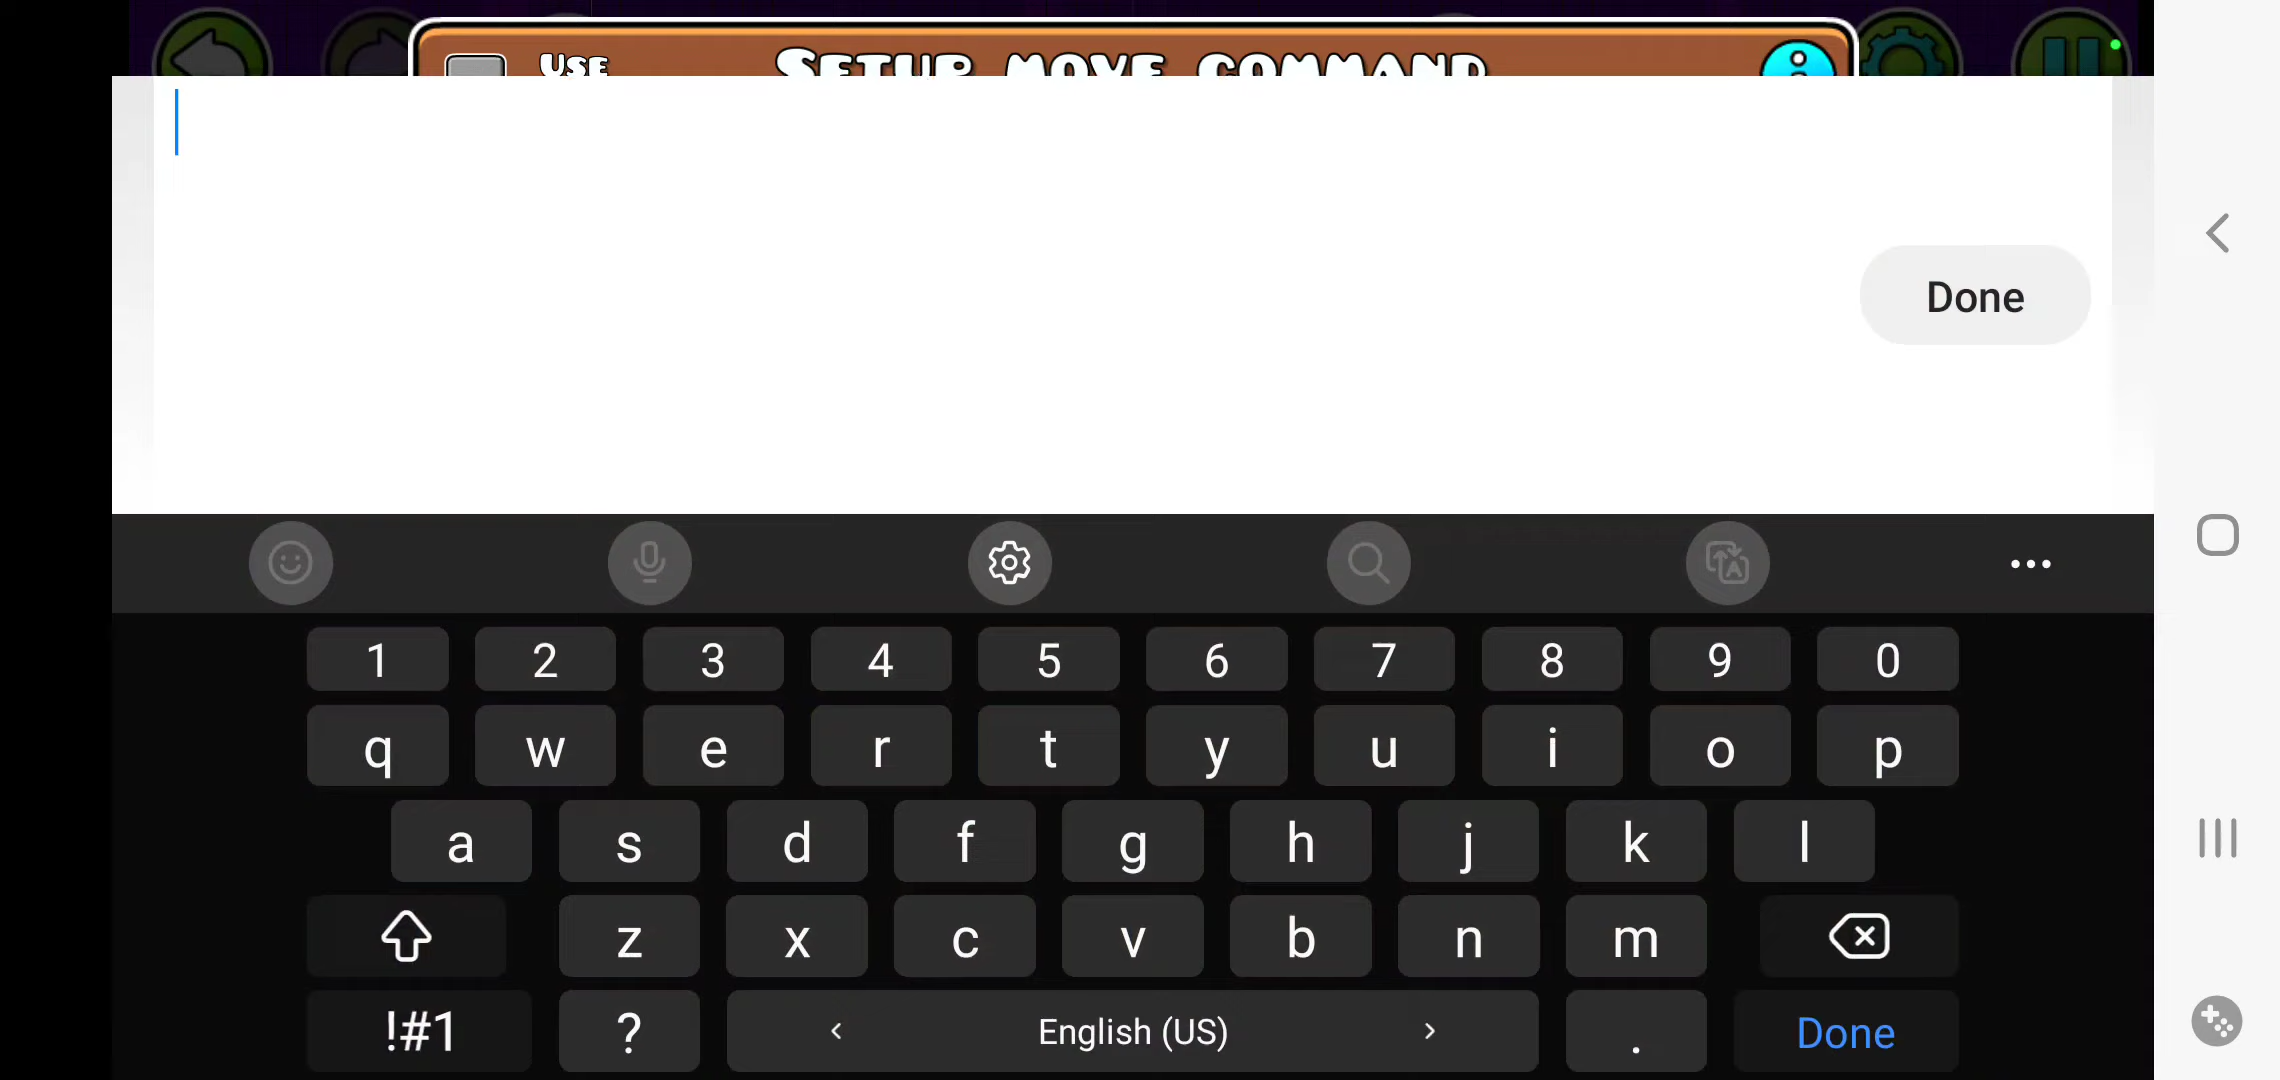 USE
SETUP MOVE COMMAND
Done
1 2 3 4 5 6 7 8 9 0
q w e r t y u i o p
a s d f g h j k l
z x c v b n m
!#1 ? < English (US) > . Done